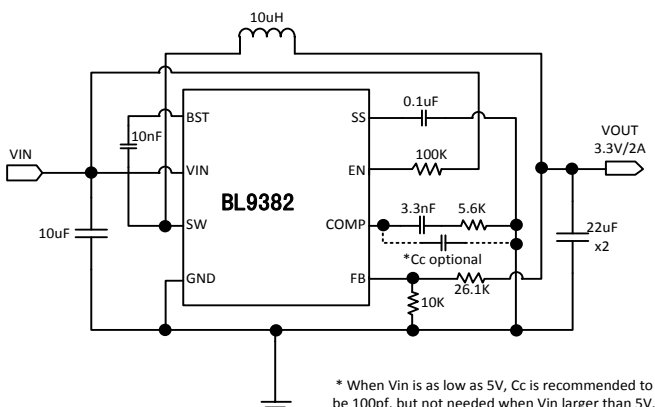 10uH
BST
SS
0.1uF
10nF
VIN
VIN
EN
100K
VOUT
3.3V/2A
BL9382
10uF
SW
COMP
3.3nF
5.6K
22uF
x2
*Cc optional
GND
FB
26.1K
10K
* When Vin is as low as 5V, Cc is recommended to
be 100pf, but not needed when Vin larger than 5V.